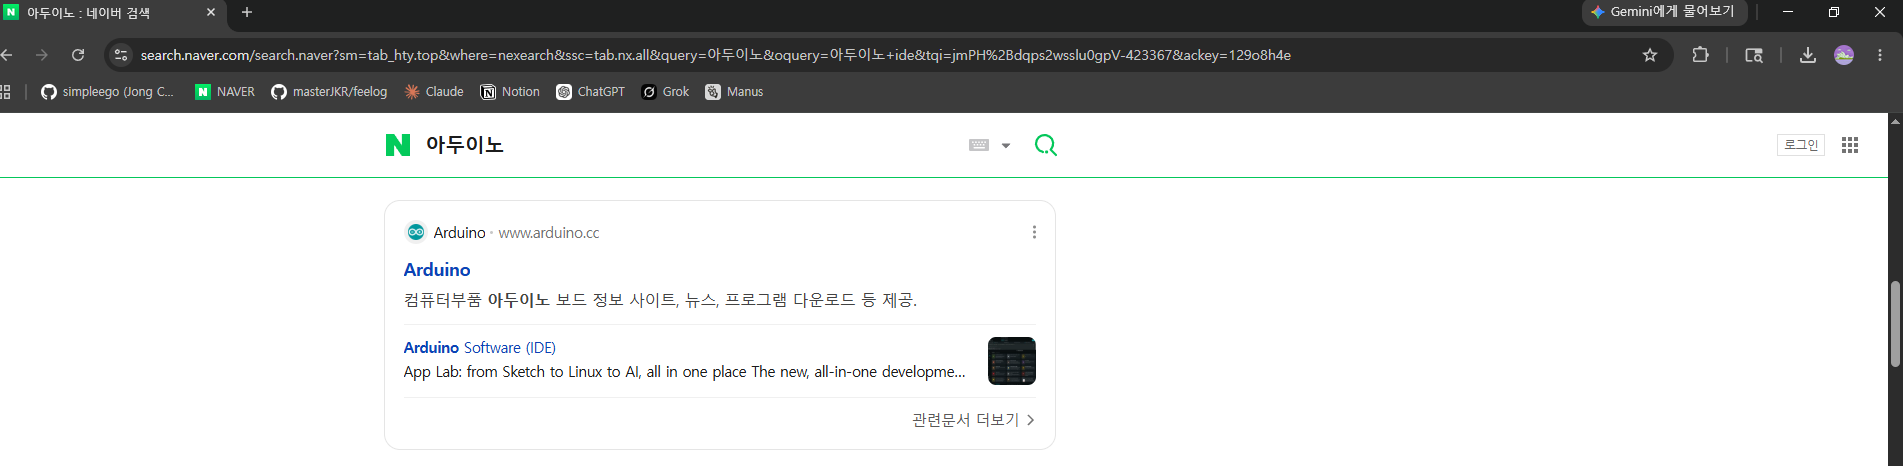 아두이노 : 네이버 검색
Gemini에게 물어보기
search.naver.com/search.naver?sm=tab_hty.top&where=nexearch&ssc=tab.nx.all&query=아두이노&oquery=아두이노+ide&tqi=jmPH%2Bdqps2wsslu0gpV-423367&ackey=129o8h4e
simpleego (Jong C... NAVER masterJKR/feelog Claude Notion ChatGPT Grok Manus
아두이노
로그인
Arduino · www.arduino.cc
Arduino
컴퓨터부품 아두이노 보드 정보 사이트, 뉴스, 프로그램 다운로드 등 제공.
Arduino Software (IDE)
App Lab: from Sketch to Linux to AI, all in one place The new, all-in-one developme...
관련문서 더보기